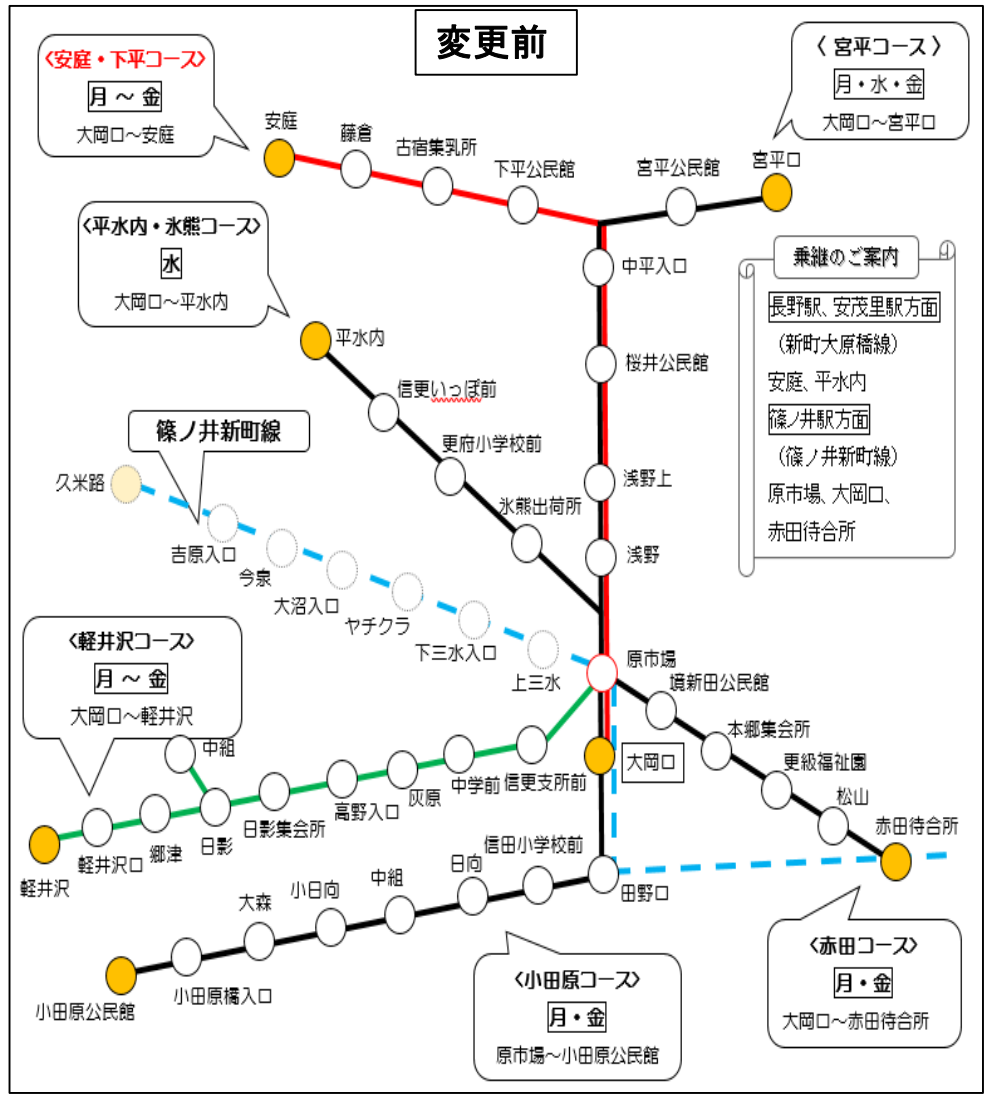 変更前
〈安庭・下平コース〉
月 ～ 金
大岡口～安庭
〈 宮平コース 〉
月・水・金
大岡口～宮平口
安庭
藤倉
古宿集乳所
下平公民館
宮平公民館
宮平口
〈平水内・氷熊コース〉
水
大岡口～平水内
中平入口
乗継のご案内
長野駅、安茂里駅方面
（新町大原橋線）
安庭、平水内
篠ノ井駅方面
（篠ノ井新町線）
原市場、大岡口、
赤田待合所
平水内
桜井公民館
信更いっぽ前
篠ノ井新町線
更府小学校前
久米路
浅野上
氷熊出荷所
吉原入口
浅野
今泉
大沼入口
ヤチクラ
下三水入口
上三水
原市場
〈軽井沢コース〉
月 ～ 金
大岡口～軽井沢
境新田公民館
本郷集会所
中組
大岡口
更級福祉園
信更支所前
中学前
灰原
高野入口
松山
日影集会所
日影
郷津
軽井沢口
軽井沢
赤田待合所
信田小学校前
日向
中組
小日向
大森
田野口
小田原橋入口
小田原公民館
〈小田原コース〉
月・金
原市場～小田原公民館
〈赤田コース〉
月・金
大岡口～赤田待合所